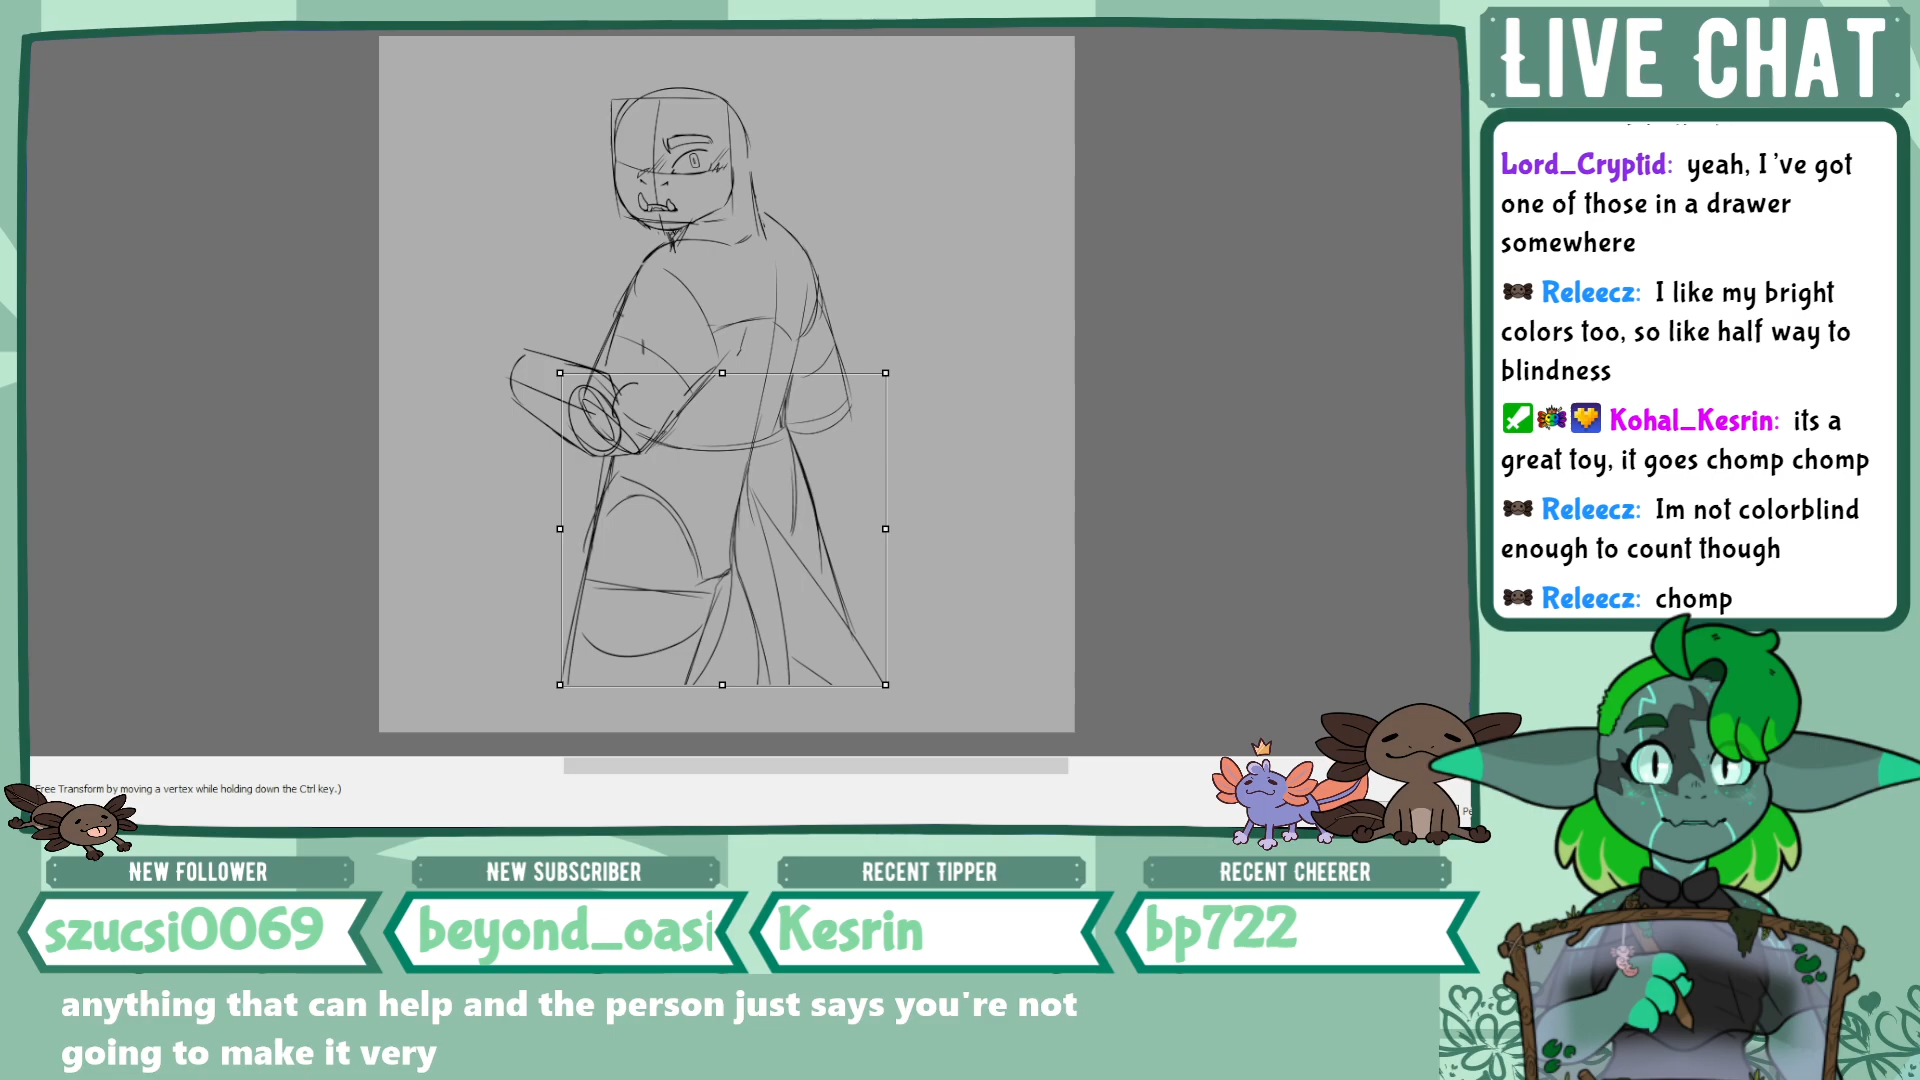 LIVE CHAT
Lord_Cryptid: yeah, I've got
one of those in a drawer
somewhere
Releecz: I like my bright
colors too, so like half way to
blindness
Kohal_Kesrin: its a
great toy, it goes chomp chomp
Releecz: Im not colorblind
enough to count though
Releecz: chomp
Free Transform by moving a vertex while holding down the Ctrl key.)
NEW FOLLOWER
NEW SUBSCRIBER
RECENT TIPPER
RECENT CHEERER
szucsi0069
beyond_oasi
Kesrin
bp722
anything that can help and the person just says you're not
going to make it very